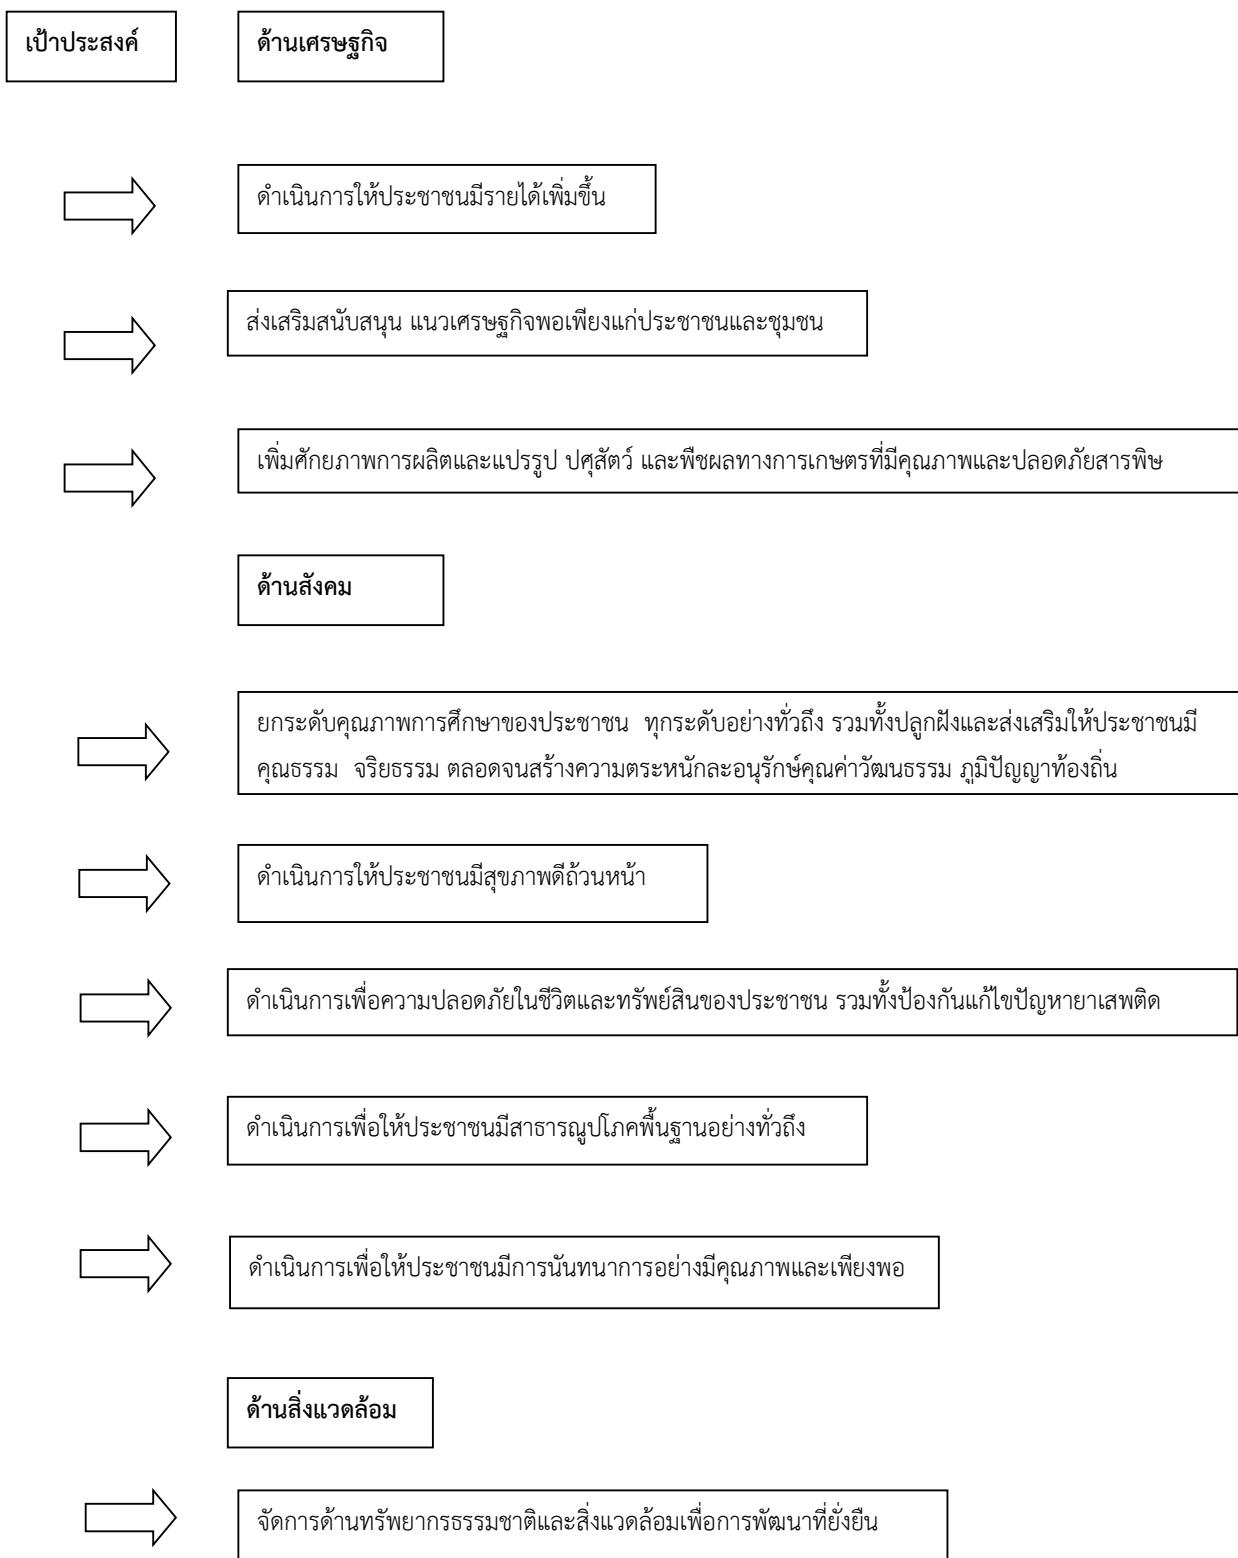 เป้าประสงค์
ด้านเศรษฐกิจ
ดำเนินการให้ประชาชนมีรายได้เพิ่มขึ้น
ส่งเสริมสนับสนุน แนวเศรษฐกิจพอเพียงแก่ประชาชนและชุมชน
เพิ่มศักยภาพการผลิตและแปรรูป ปศุสัตว์ และพืชผลทางการเกษตรที่มีคุณภาพและปลอดภัยสารพิษ
ด้านสังคม
ยกระดับคุณภาพการศึกษาของประชาชน ทุกระดับอย่างทั่วถึง รวมทั้งปลูกฝังและส่งเสริมให้ประชาชนมี
คุณธรรม จริยธรรม ตลอดจนสร้างความตระหนักละอนุรักษ์คุณค่าวัฒนธรรม ภูมิปัญญาท้องถิ่น
ดำเนินการให้ประชาชนมีสุขภาพดีถ้วนหน้า
ดำเนินการเพื่อความปลอดภัยในชีวิตและทรัพย์สินของประชาชน รวมทั้งป้องกันแก้ไขปัญหายาเสพติด
ดำเนินการเพื่อให้ประชาชนมีสาธารณูปโภคพื้นฐานอย่างทั่วถึง
ดำเนินการเพื่อให้ประชาชนมีการนันทนาการอย่างมีคุณภาพและเพียงพอ
ด้านสิ่งแวดล้อม
จัดการด้านทรัพยากรธรรมชาติและสิ่งแวดล้อมเพื่อการพัฒนาที่ยั่งยืน